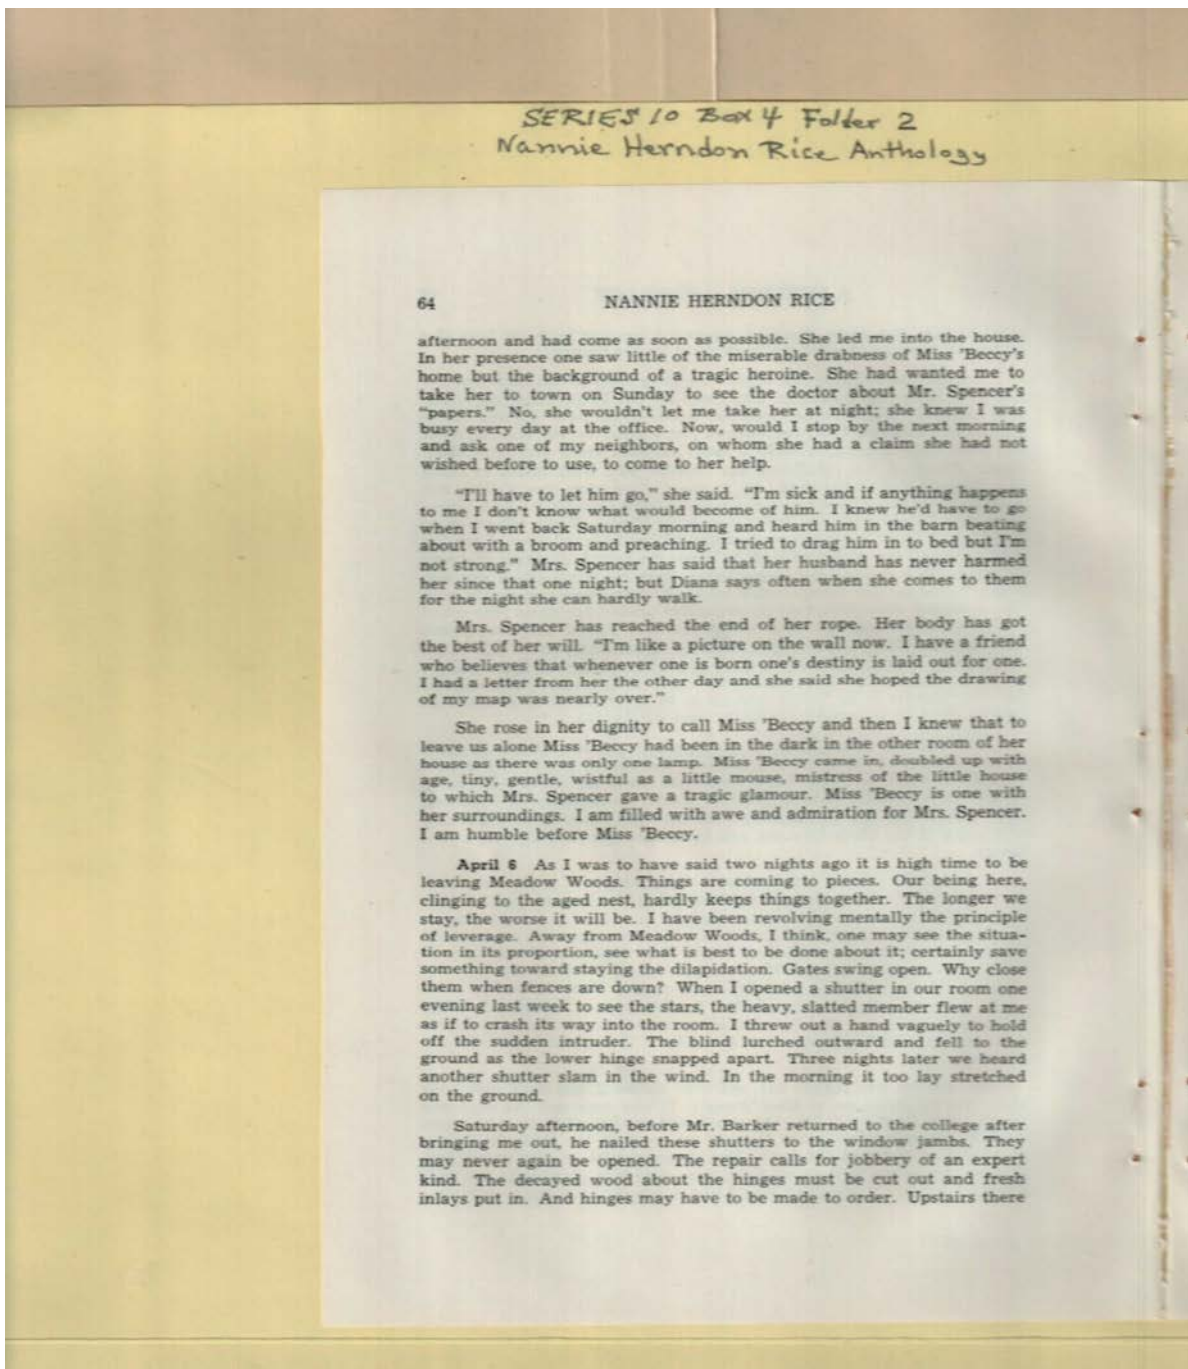 SERIES 10 Box 4 Folder 2
Nannie Herndon Rice Anthology
64 NANNIE HERNDON RICE
afternoon and had come as soon as possible. She led me into the house.
In her presence one saw little of the miserable drabness of Miss 'Beccy's
home but the background of a tragic heroine. She had wanted me to
take her to town on Sunday to see the doctor about Mr. Spencer's
"papers." No, she wouldn't let me take her at night; she knew I was
busy every day at the office. Now, would I stop by the next morning
and ask one of my neighbors, on whom she had a claim she had not
wished before to use, to come to her help.
"I'll have to let him go," she said. "I'm sick and if anything happens
to me I don't know what would become of him. I knew he'd have to go
when I went back Saturday morning and heard him in the barn beating
about with a broom and preaching. I tried to drag him in to bed but I'm
not strong." Mrs. Spencer has said that her husband has never harmed
her since that one night; but Diana says often when she comes to them
for the night she can hardly walk.
Mrs. Spencer has reached the end of her rope. Her body has got
the best of her will. "I'm like a picture on the wall now. I have a friend
who believes that whenever one is born one's destiny is laid out for one.
I had a letter from her the other day and she said she hoped the drawing
of my map was nearly over."
She rose in her dignity to call Miss 'Beccy and then I knew that to
leave us alone Miss 'Beccy had been in the dark in the other room of her
house as there was only one lamp. Miss 'Beccy came in, doubled up with
age, tiny, gentle, wistful as a little mouse, mistress of the little house
to which Mrs. Spencer gave a tragic glamour. Miss 'Beccy is one with
her surroundings. I am filled with awe and admiration for Mrs. Spencer.
I am humble before Miss 'Beccy.
April 6 As I was to have said two nights ago it is high time to be
leaving Meadow Woods. Things are coming to pieces. Our being here,
clinging to the aged nest, hardly keeps things together. The longer we
stay, the worse it will be. I have been revolving mentally the principle
of leverage. Away from Meadow Woods, I think, one may see the situa-
tion in its proportion, see what is best to be done about it; certainly save
something toward staying the dilapidation. Gates swing open. Why close
them when fences are down? When I opened a shutter in our room one
evening last week to see the stars, the heavy, slatted member flew at me
as if to crash its way into the room. I threw out a hand vaguely to hold
off the sudden intruder. The blind lurched outward and fell to the
ground as the lower hinge snapped apart. Three nights later we heard
another shutter slam in the wind. In the morning it too lay stretched
on the ground.
Saturday afternoon, before Mr. Barker returned to the college after
bringing me out, he nailed these shutters to the window jambs. They
may never again be opened. The repair calls for jobbery of an expert
kind. The decayed wood about the hinges must be cut out and fresh
inlays put in. And hinges may have to be made to order. Upstairs there